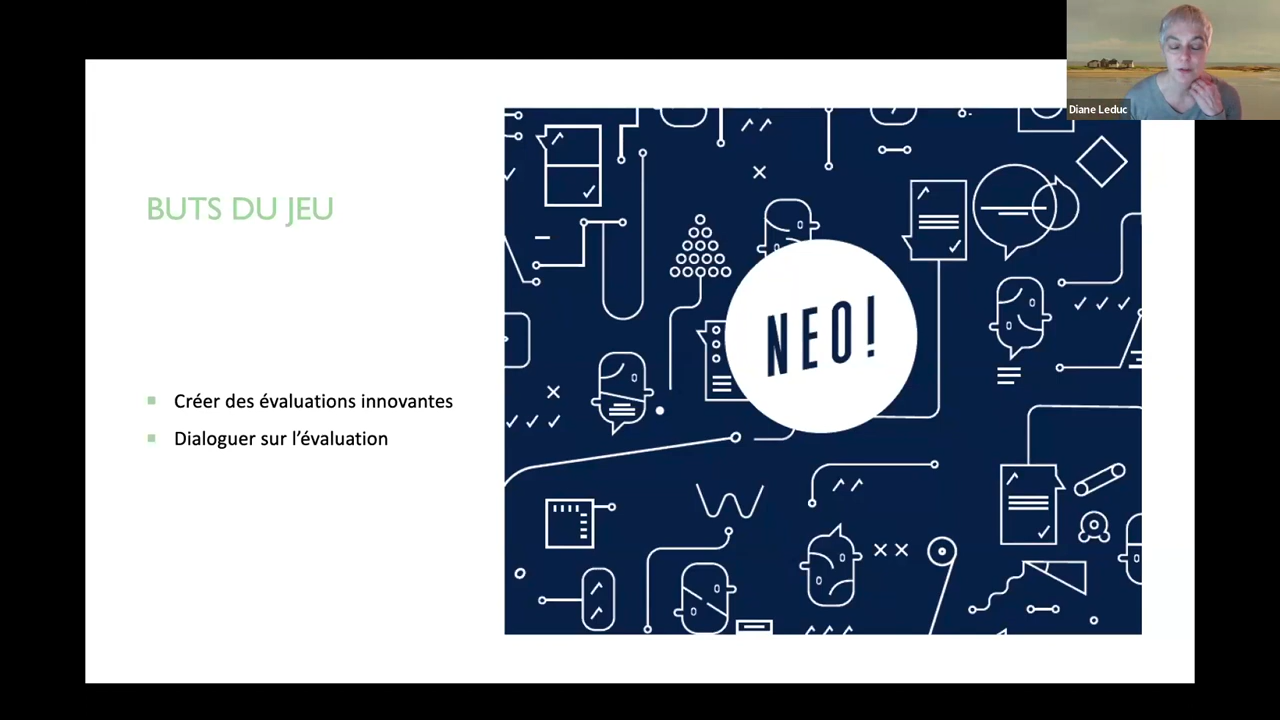 Diane Leduc
BUTS DU JEU
NEO!
Créer des évaluations innovantes
Dialoguer sur l’évaluation